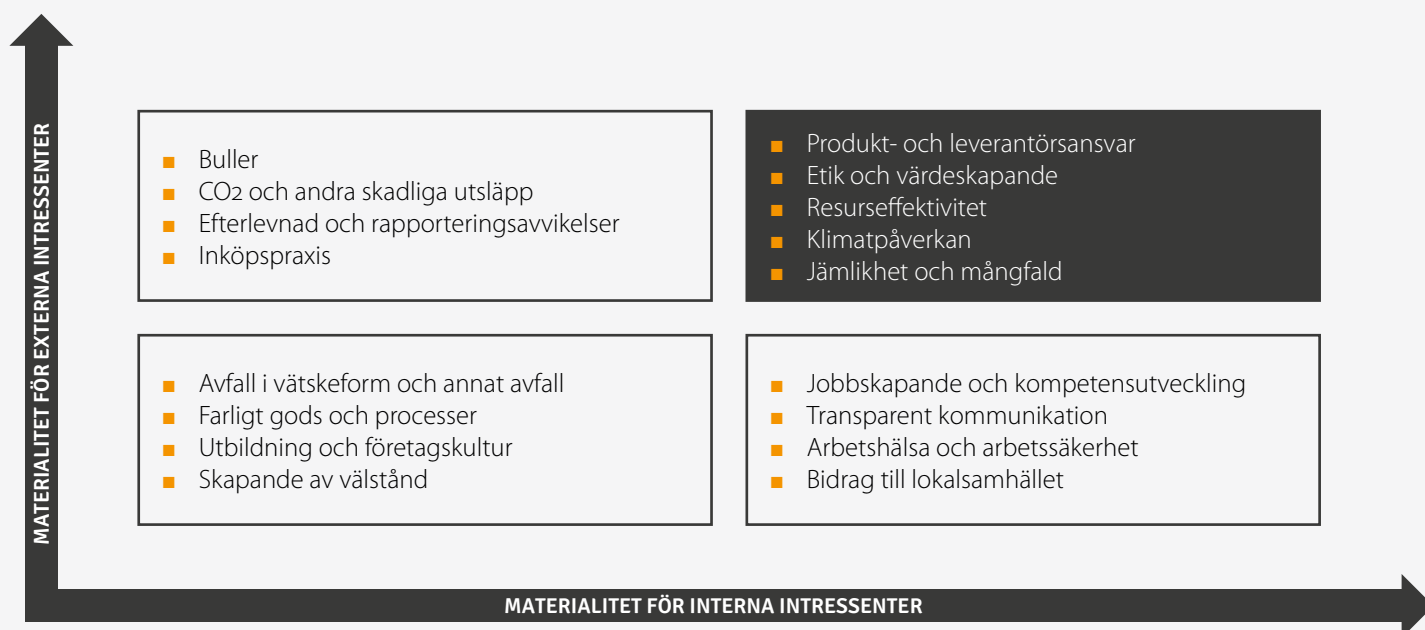 MATERIALITET FÖR EXTERNA INTRESSENTER
Buller
CO2 och andra skadliga utsläpp
Efterlevnad och rapporteringsavvikelser
Inköpspraxis
Produkt- och leverantörsansvar
Etik och värdeskapande
Resurseffektivitet
Klimatpåverkan
Jämlikhet och mångfald
Avfall i vätskeform och annat avfall
Farligt gods och processer
Utbildning och företagskultur
Skapande av välstånd
Jobbskapande och kompetensutveckling
Transparent kommunikation
Arbetshälsa och arbetssäkerhet
Bidrag till lokalsamhället
MATERIALITET FÖR INTERNA INTRESSENTER